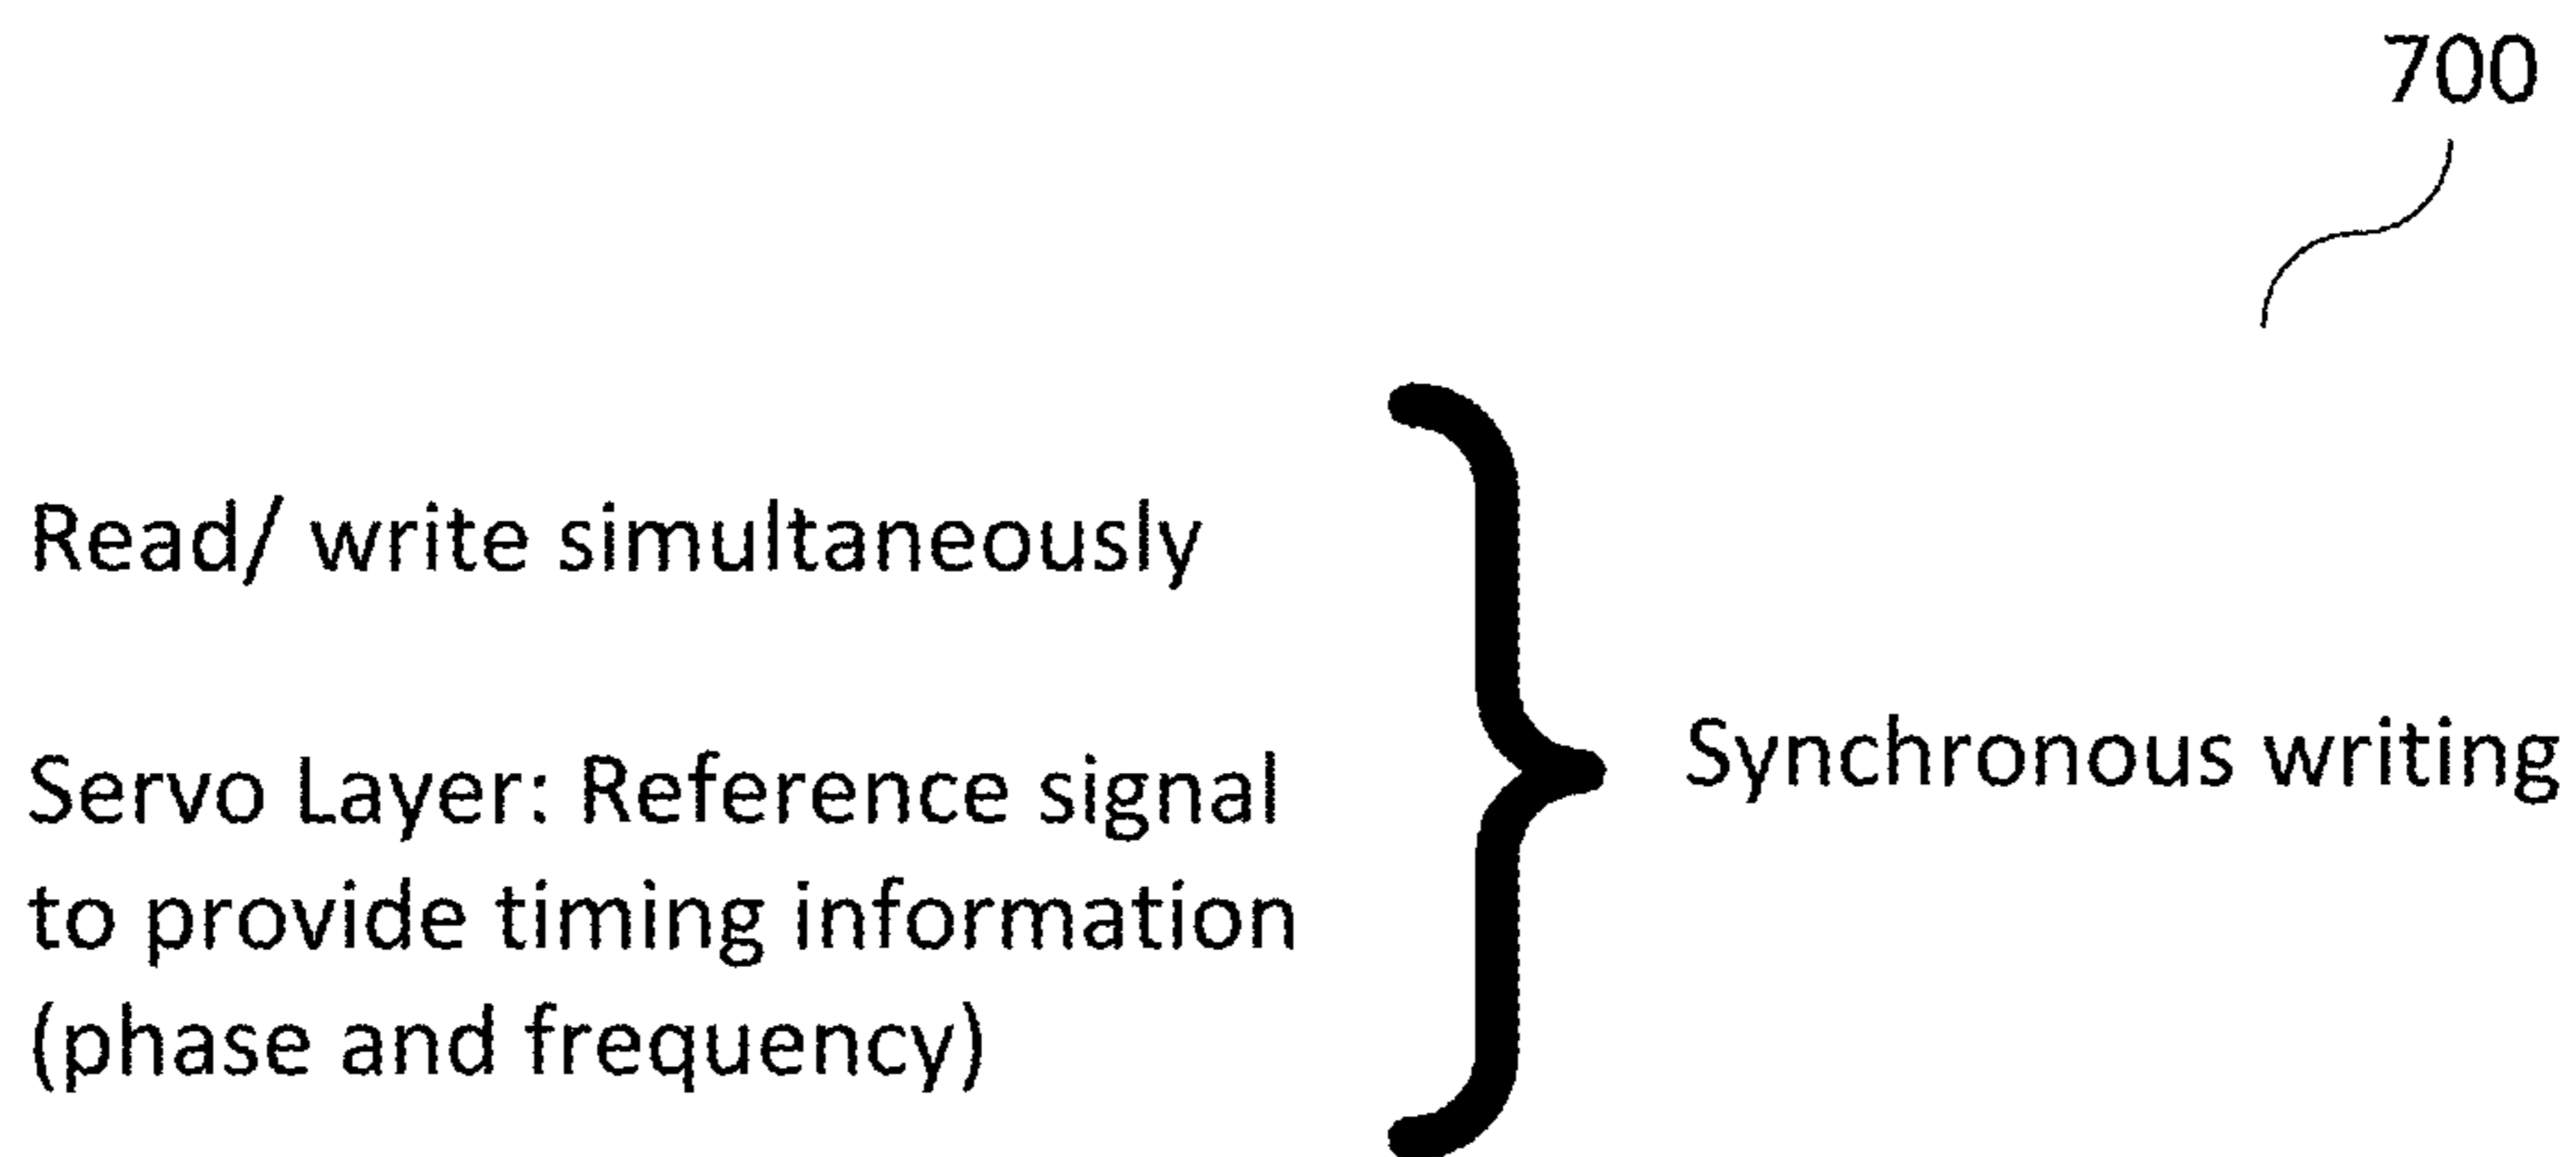 700
Read/ write simultaneously
Servo Layer: Reference signal
to provide timing information
(phase and frequency)
Synchronous writing